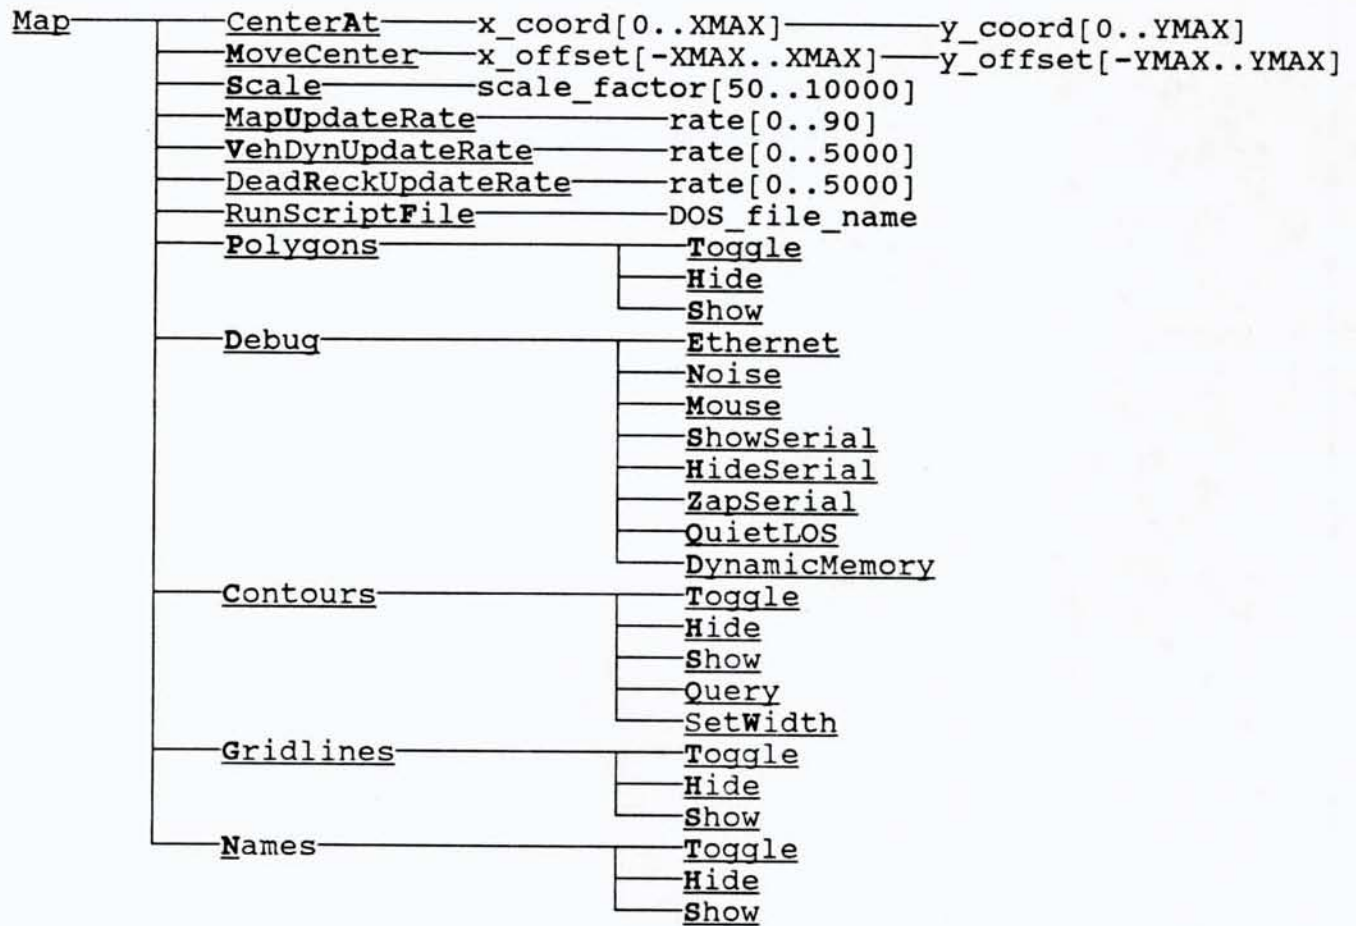 Map CenterAt x_coord[0..XMAX] y_coord[0..YMAX]
MoveCenter x_offset[-XMAX..XMAX] y_offset[-YMAX..YMAX]
Scale scale_factor[50..10000]
MapUpdateRate rate[0..90]
VehDynUpdateRate rate[0..5000]
DeadReckUpdateRate rate[0..5000]
RunScriptFile DOS_file_name
Polygons Toggle
Hide
Show
Debug Ethernet
Noise
Mouse
ShowSerial
HideSerial
ZapSerial
QuietLOS
DynamicMemory
Contours Toggle
Hide
Show
Query
SetWidth
Gridlines Toggle
Hide
Show
Names Toggle
Hide
Show